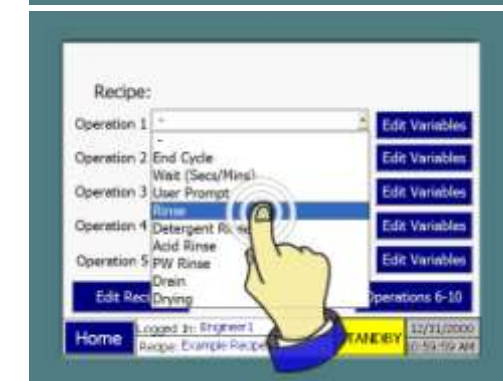 Recipe:
Operation 1 - Edit Variables
-
Operation 2 End Cycle Edit Variables
Wait (Secs/Mins)
Operation 3 User Prompt Edit Variables
Rinse
Operation 4 Detergent Edit Variables
Acid Rinse
Operation 5 PW Rinse Edit Variables
Drain
Edit Drying Operations 6-10
Home Logged In: Engineer1 12/31/2000
Recipe: Example Recipe 10:59:59 AM